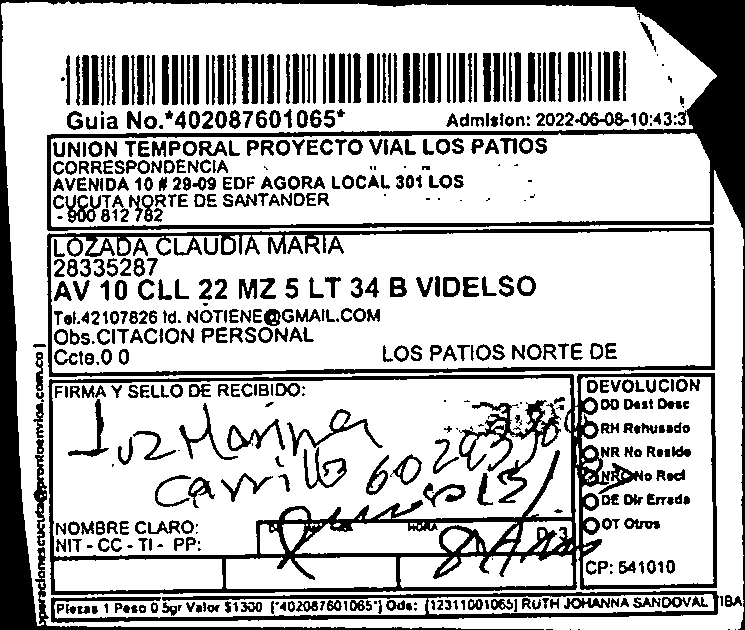 Guia No.*402087601065*
Admision: 2022-06-08-10:43:3
UNION TEMPORAL PROYECTO VIAL LOS PATIOS
CORRESPONDENCIA
AVENIDA 10 # 29-09 EDF AGORA LOCAL 301 LOS
CUCUTA NORTE DE SANTANDER
- 900 812 782
LOZADA CLAUDIA MARIA
28335287
AV 10 CLL 22 MZ 5 LT 34 B VIDELSO
Tel.42107826 Id. NOTIENE@GMAIL.COM
Obs.CITACION PERSONAL
Ccte.0 0
LOS PATIOS NORTE DE
operacionescucuta@prontoenvios.com.co
FIRMA Y SELLO DE RECIBIDO:
Luz Marina
Carrillo
NOMBRE CLARO:
NIT - CC - TI - PP:
HORA
DEVOLUCION
DD Dest Desc
RH Rehusado
NR No Reside
NRC No Recl
DE Dir Errada
OT Otros
CP: 541010
Piezas 1 Peso 0.5gr Valor $1300 [*402087601065*] Ods: [12311001065] RUTH JOHANNA SANDOVAL